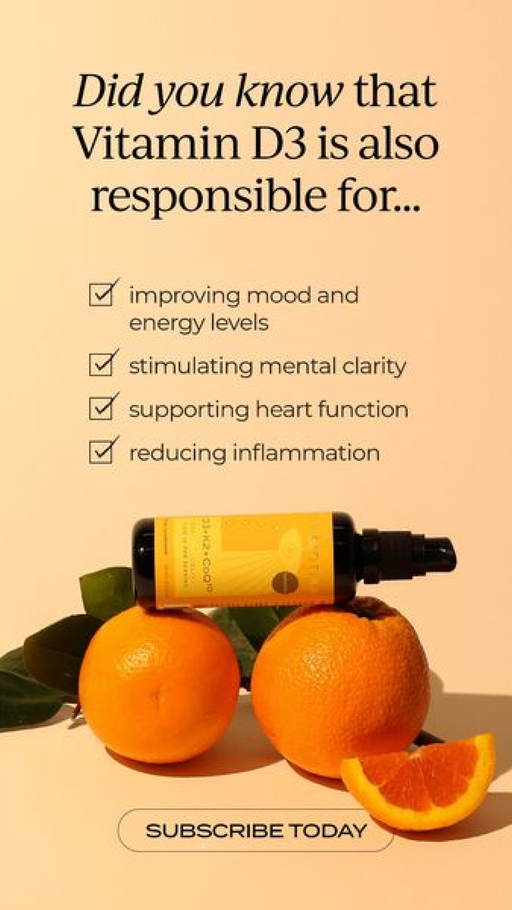 Did you know that
Vitamin D3 is also
responsible for...
improving mood and
energy levels
stimulating mental clarity
supporting heart function
reducing inflammation
D3+K2+CoQ10
SUBSCRIBE TODAY